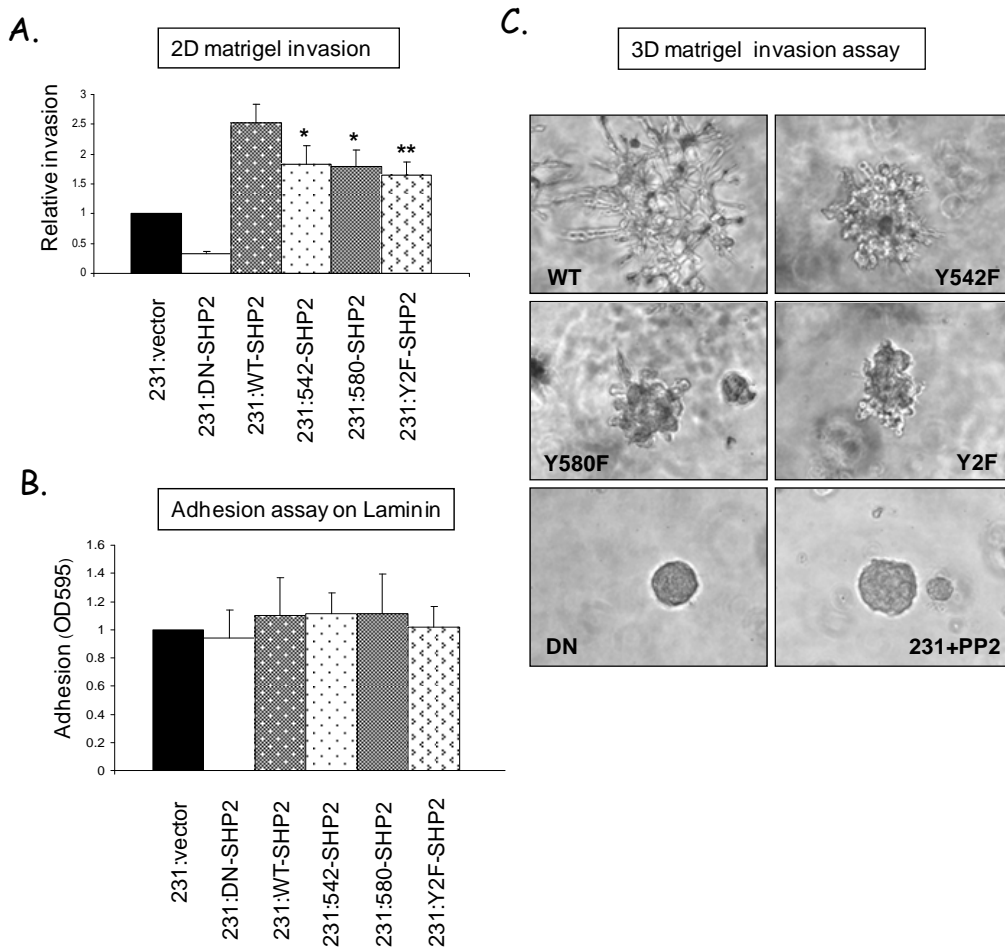 A.
2D matrigel invasion
Relative invasion
3
2.5
2
1.5
1
0.5
0
*
*
**
231:vector
231:DN-SHP2
231:WT-SHP2
231:542-SHP2
231:580-SHP2
231:Y2F-SHP2
B.
Adhesion assay on Laminin
Adhesion (OD595)
1.6
1.4
1.2
1
0.8
0.6
0.4
0.2
0
231:vector
231:DN-SHP2
231:WT-SHP2
231:542-SHP2
231:580-SHP2
231:Y2F-SHP2
C.
3D matrigel invasion assay
WT
Y542F
Y580F
Y2F
DN
231+PP2